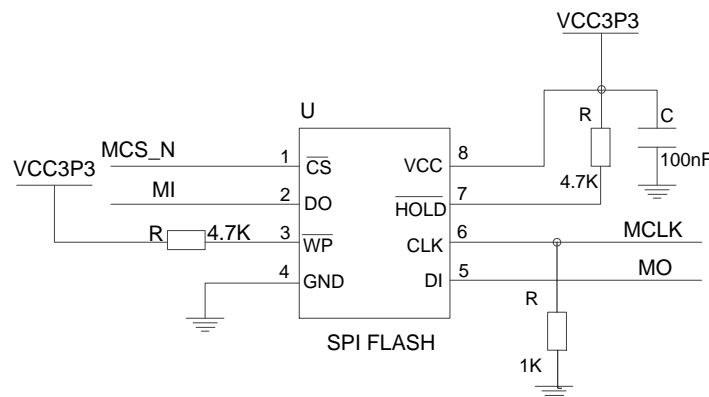 VCC3P3
U
R
C
MCS_N
1
CS
VCC
8
100nF
VCC3P3
MI
2
DO
HOLD
7
4.7K
R
4.7K
3
WP
CLK
6
MCLK
4
GND
DI
5
MO
R
SPI FLASH
1K